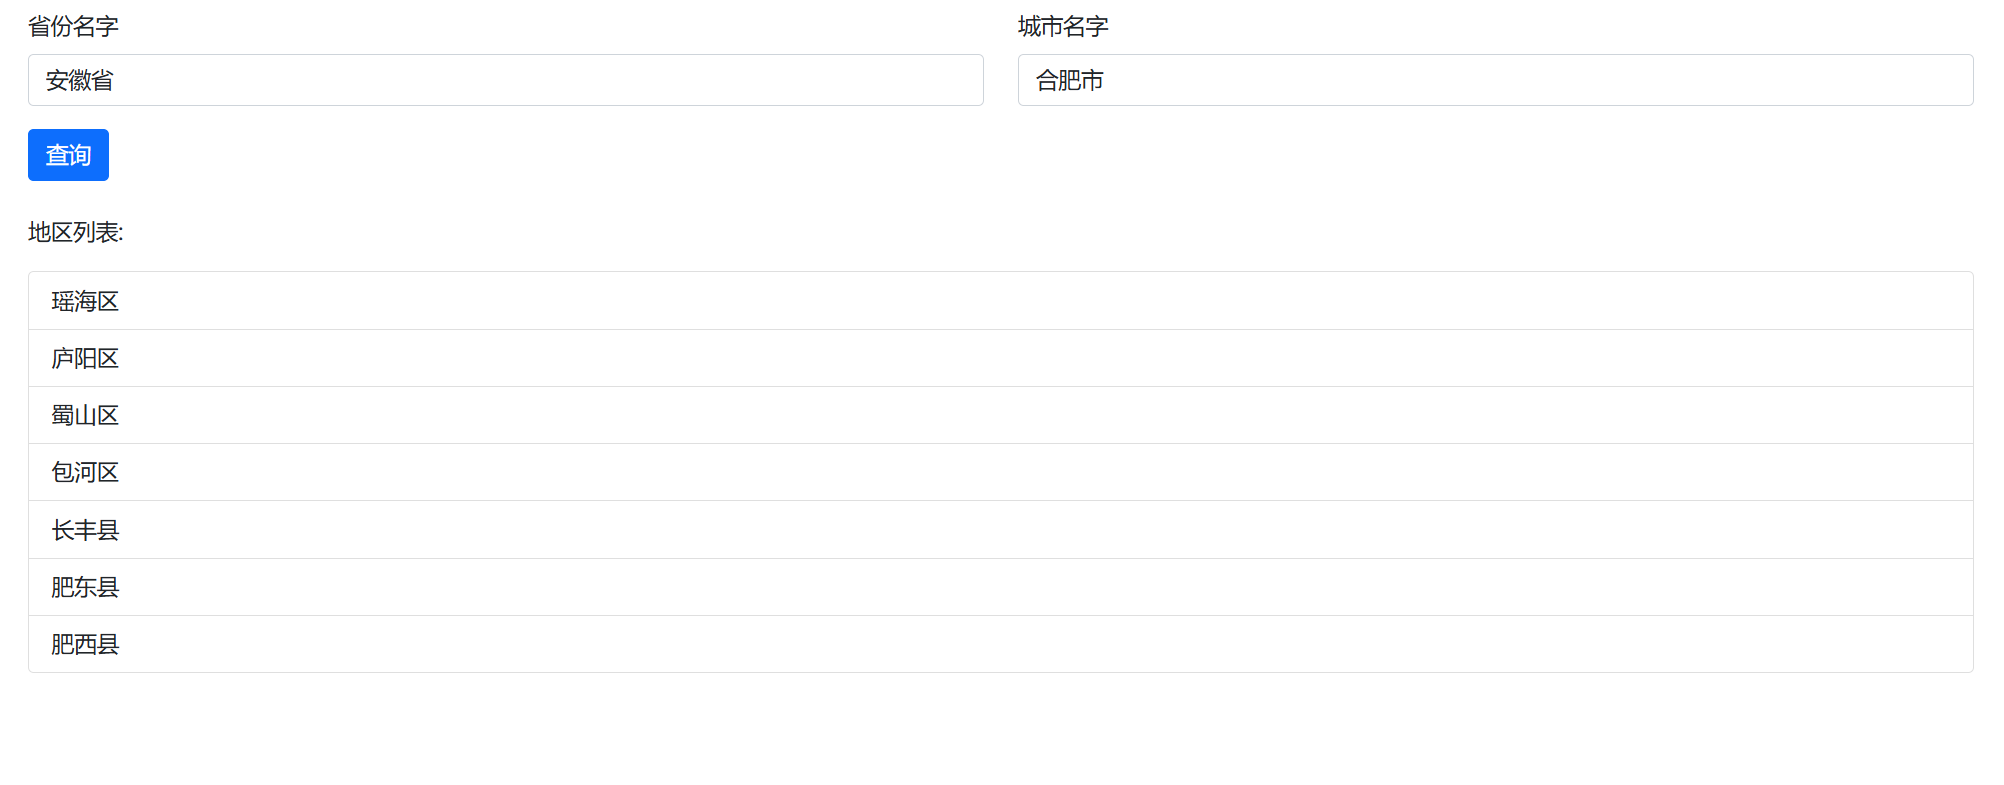 省份名字
城市名字
安徽省
合肥市
查询
地区列表:
瑶海区
庐阳区
蜀山区
包河区
长丰县
肥东县
肥西县